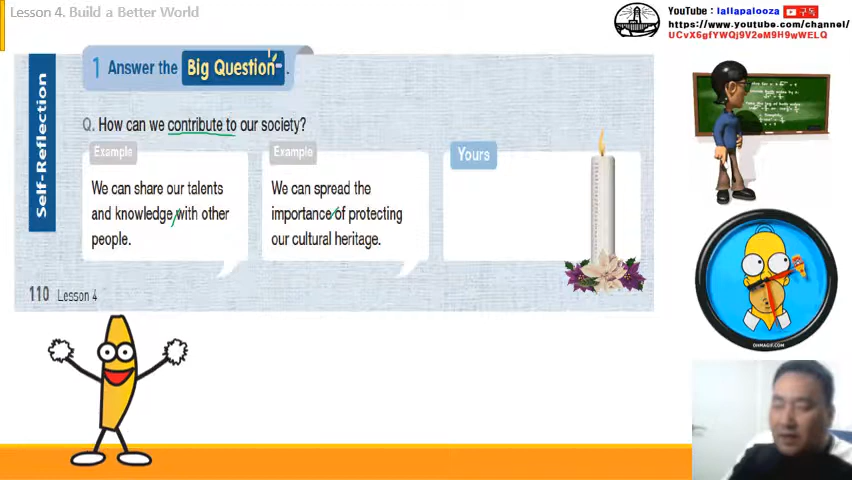 Lesson 4. Build a Better World
YouTube : lallapalooza 구독
https://www.youtube.com/channel/
UCvX6gfYWQj9V2eM9H9wWELQ
Self-Reflection
1 Answer the Big Question.
Q. How can we contribute to our society?
Example
We can share our talents
and knowledge with other
people.
Example
We can spread the
importance of protecting
our cultural heritage.
Yours
110 Lesson 4